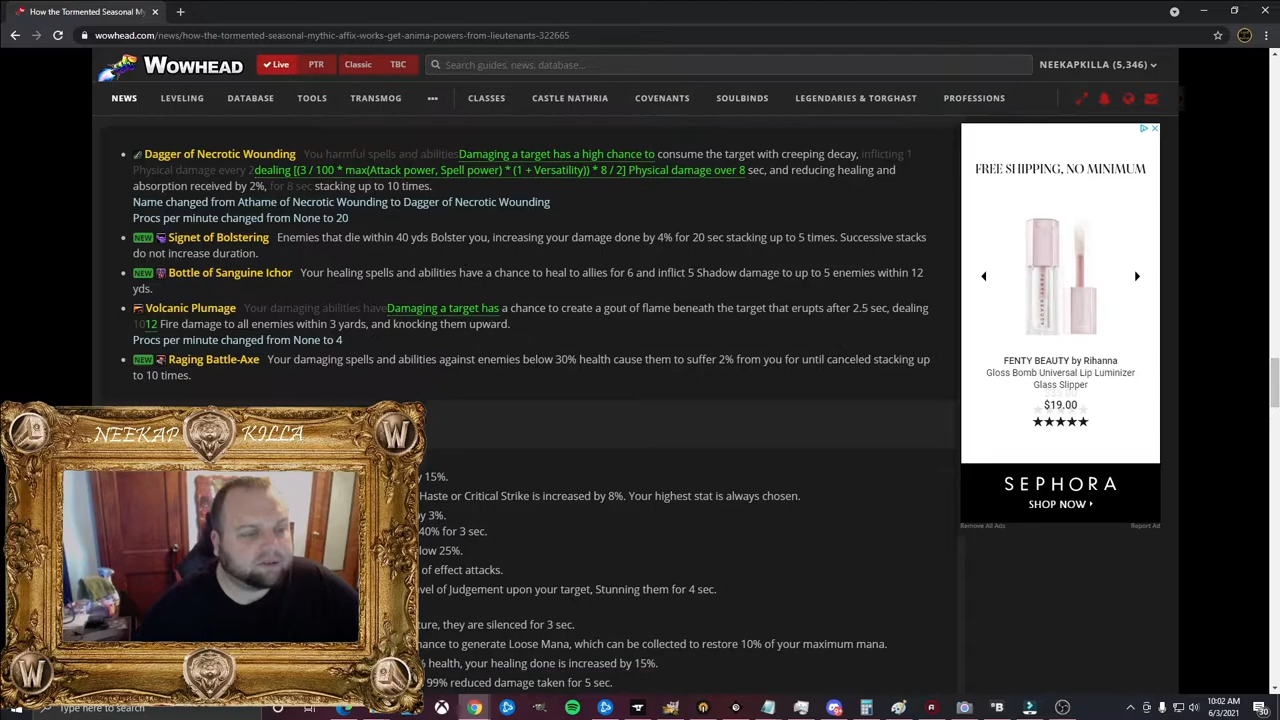 How the Tormented Seasonal My
wowhead.com/news/how-the-tormented-seasonal-mythic-affix-works-get-anima-powers-from-lieutenants-322665
WOWHEAD
Live PTR Classic TBC
Search guides, news, database...
NEEKAPKILLA (5,346)
NEWS LEVELING DATABASE TOOLS TRANSMOG ••• CLASSES CASTLE NATHRIA COVENANTS SOULBINDS LEGENDARIES & TORGHAST PROFESSIONS
• Dagger of Necrotic Wounding You harmful spells and abilitiesDamaging a target has a high chance to consume the target with creeping decay, inflicting 1
Physical damage every 2dealing [(3 / 100 * max(Attack power, Spell power) * (1 + Versatility)) * 8 / 2] Physical damage over 8 sec, and reducing healing and
absorption received by 2%, for 8 sec stacking up to 10 times.
Name changed from Athame of Necrotic Wounding to Dagger of Necrotic Wounding
Procs per minute changed from None to 20
• NEW Signet of Bolstering Enemies that die within 40 yds Bolster you, increasing your damage done by 4% for 20 sec stacking up to 5 times. Successive stacks
do not increase duration.
• NEW Bottle of Sanguine Ichor Your healing spells and abilities have a chance to heal to allies for 6 and inflict 5 Shadow damage to up to 5 enemies within 12
yds.
• Volcanic Plumage Your damaging abilities haveDamaging a target has a chance to create a gout of flame beneath the target that erupts after 2.5 sec, dealing
1012 Fire damage to all enemies within 3 yards, and knocking them upward.
Procs per minute changed from None to 4
• NEW Raging Battle-Axe Your damaging spells and abilities against enemies below 30% health cause them to suffer 2% from you for until canceled stacking up
to 10 times.
y 15%.
Haste or Critical Strike is increased by 8%. Your highest stat is always chosen.
by 3%.
40% for 3 sec.
low 25%.
of effect attacks.
vel of Judgement upon your target, Stunning them for 4 sec.
ture, they are silenced for 3 sec.
hance to generate Loose Mana, which can be collected to restore 10% of your maximum mana.
health, your healing done is increased by 15%.
99% reduced damage taken for 5 sec.
FREE SHIPPING, NO MINIMUM
FENTY BEAUTY by Rihanna
Gloss Bomb Universal Lip Luminizer
Glass Slipper
$19.00
★★★★★
SEPHORA
SHOP NOW
Remove All Ads Report Ad
NEEKAP KILLA
W
W
Type here to search
10:02 AM
6/3/2021